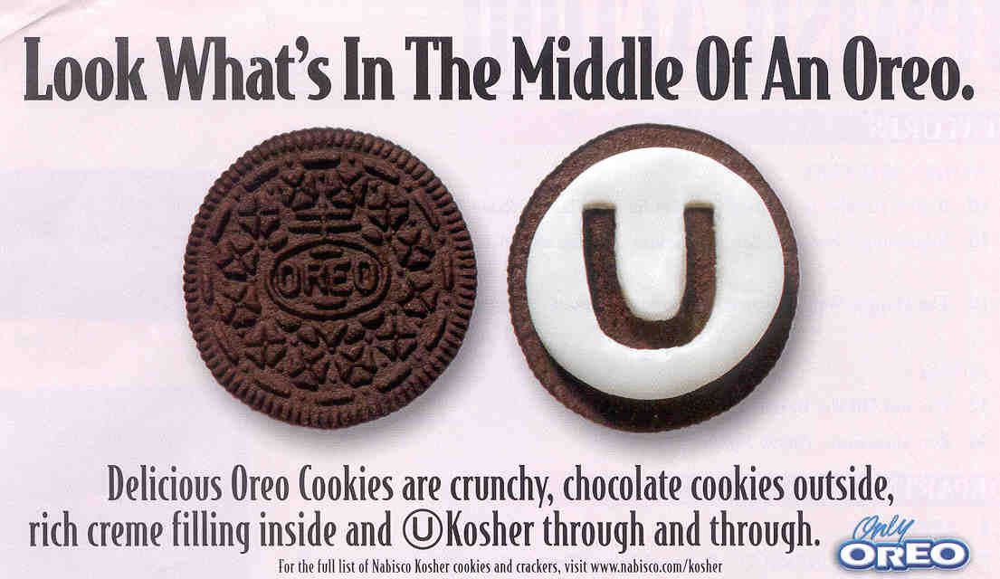 Look What's In The Middle Of An Oreo.
OREO
U
Delicious Oreo Cookies are crunchy, chocolate cookies outside,
rich creme filling inside and ⓊKosher through and through.
Only
OREO
For the full list of Nabisco Kosher cookies and crackers, visit www.nabisco.com/kosher